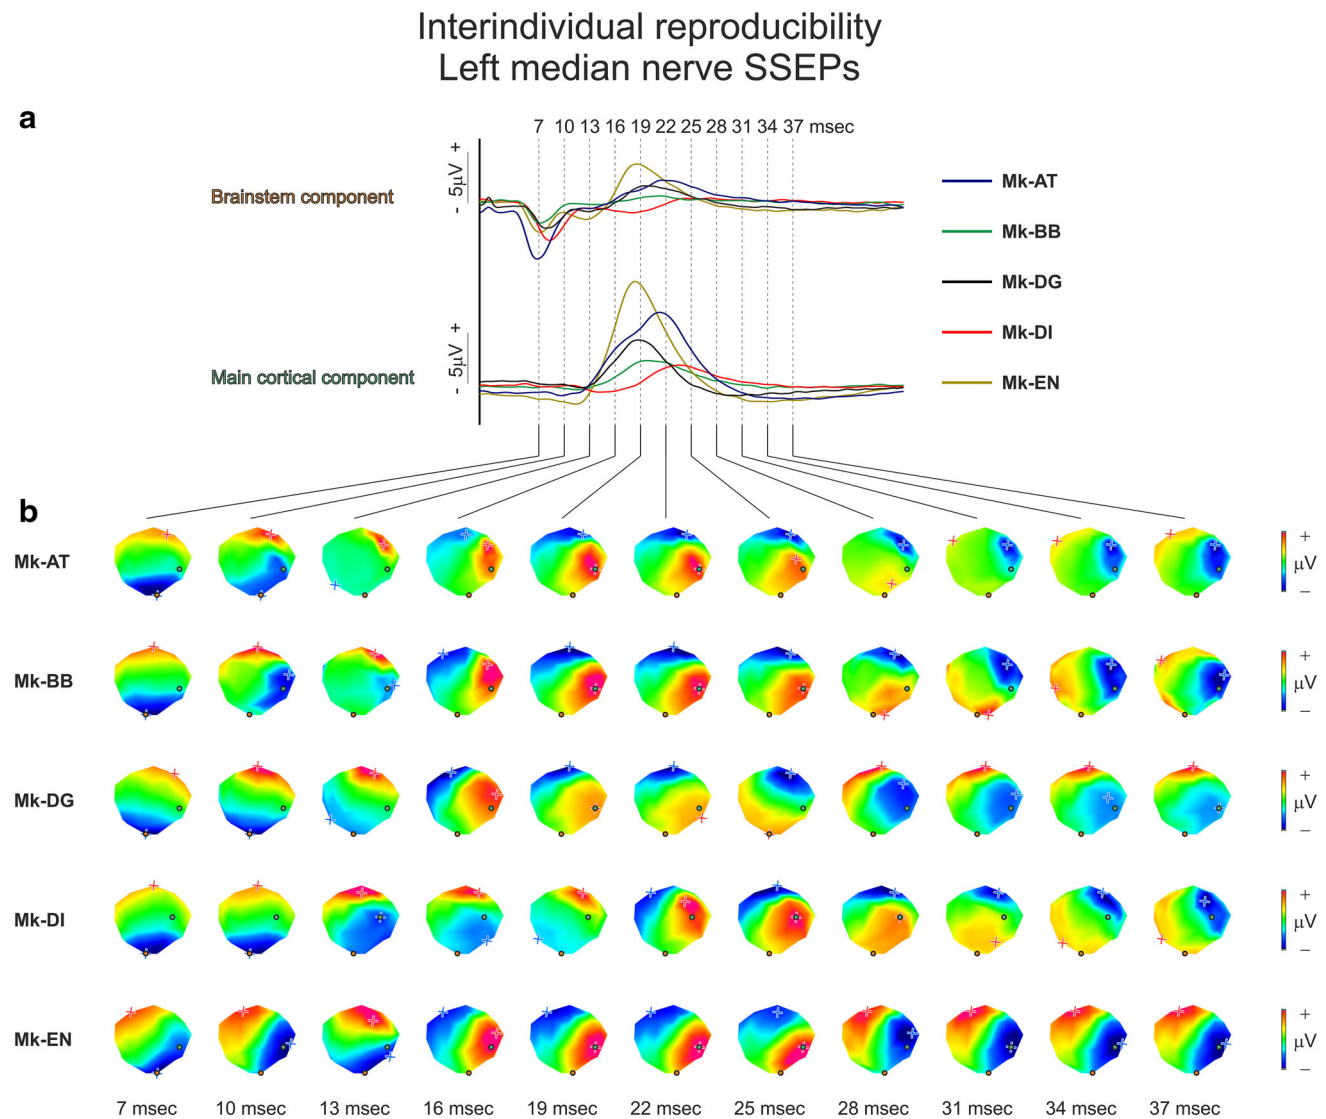 Interindividual reproducibility
Left median nerve SSEPs
a
7 10 13 16 19 22 25 28 31 34 37 msec
Brainstem component
- 5µV +
Main cortical component
- 5µV +
Mk-AT
Mk-BB
Mk-DG
Mk-DI
Mk-EN
b
Mk-AT
+
µV
–
Mk-BB
+
µV
–
Mk-DG
+
µV
–
Mk-DI
+
µV
–
Mk-EN
+
µV
–
7 msec 10 msec 13 msec 16 msec 19 msec 22 msec 25 msec 28 msec 31 msec 34 msec 37 msec